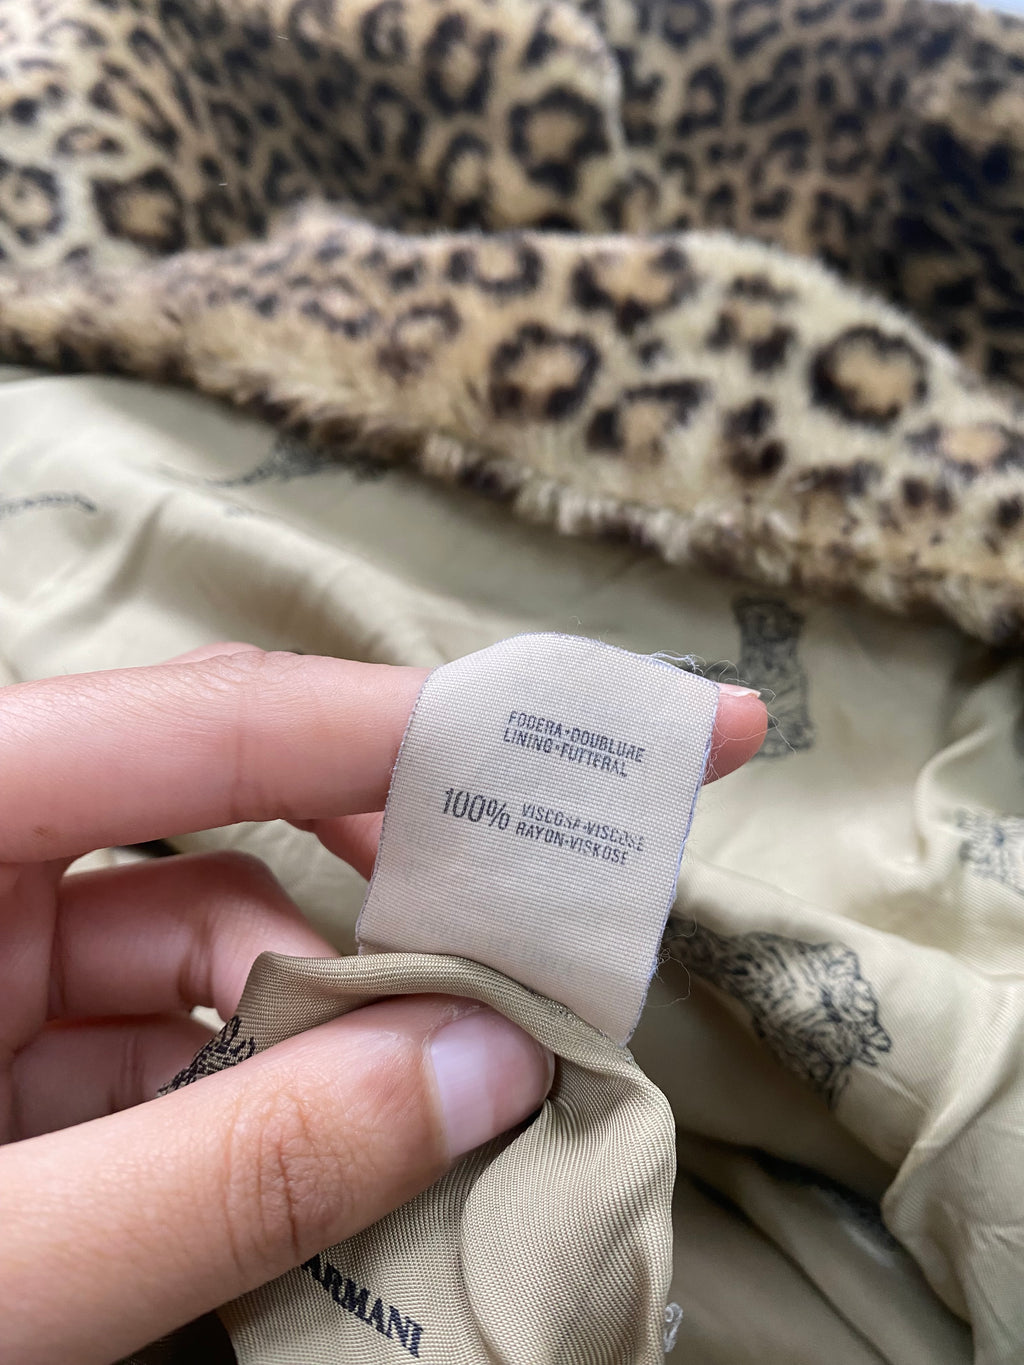 FODERA-DOUBLURE
LINING-FUTTERAL
100% VISCOSA-VISCOSE
RAYON-VISKOSE
ARMANI